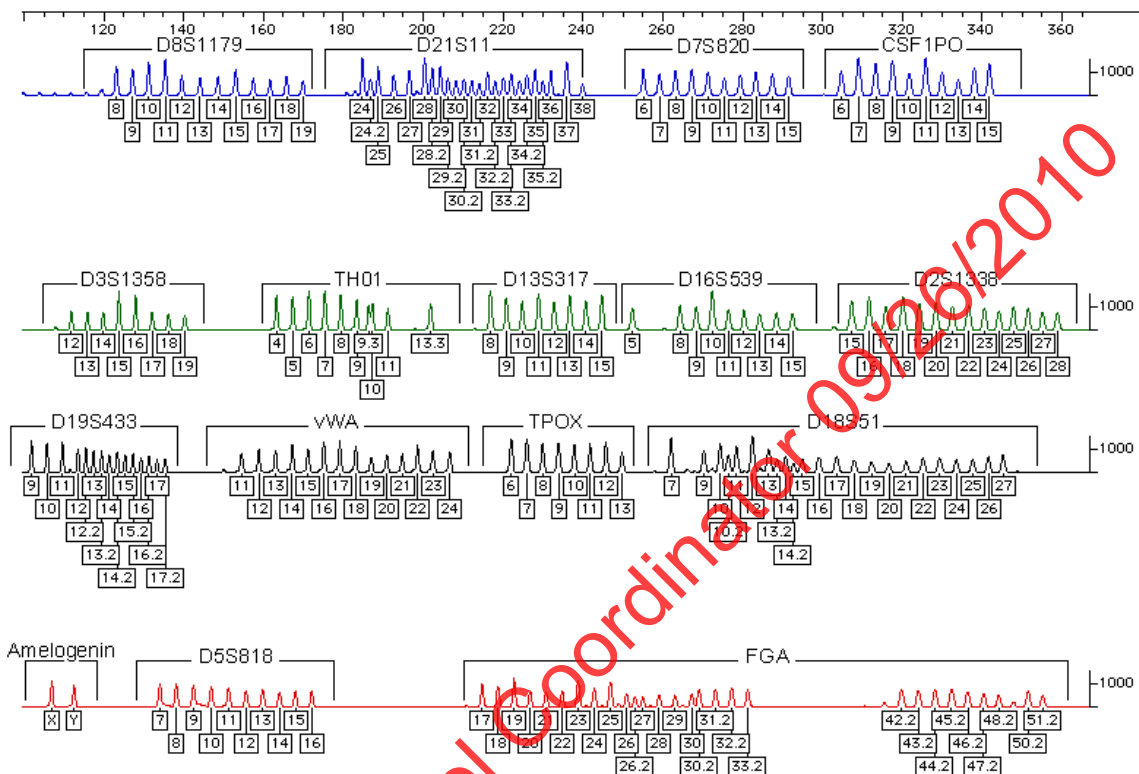 120 140 160 180 200 220 240 260 280 300 320 340 360
D8S1179 D21S11 D7S820 CSF1PO
1000
8 10 12 14 16 18 24 26 28 30 32 34 36 38 6 8 10 12 14 6 8 10 12 14
9 11 13 15 17 19 24.2 27 29 31 33 35 37 7 9 11 13 15 7 9 11 13 15
25 28.2 31.2 34.2
29.2 32.2 35.2
30.2 33.2
D3S1358 TH01 D13S317 D16S539 D2S1338
1000
12 14 16 18 4 6 8 9.3 13.3 8 10 12 14 5 8 10 12 14 15 17 19 21 23 25 27
13 15 17 19 5 7 9 11 9 11 13 15 9 11 13 15 16 18 20 22 24 26 28
10
D19S433 vWA TPOX D18S51
1000
9 11 13 15 17 11 13 15 17 19 21 23 6 8 10 12 7 9 11 13 15 17 19 21 23 25 27
10 12 14 16 12 14 16 18 20 22 24 7 9 11 13 10 12 14 16 18 20 22 24 26
12.2 15.2 10.2 13.2
13.2 16.2 14.2
14.2 17.2
Amelogenin D5S818 FGA
1000
X Y 7 9 11 13 15 17 19 21 23 25 27 29 31.2 42.2 45.2 48.2 51.2
8 10 12 14 16 18 20 22 24 26 28 30 32.2 43.2 46.2 50.2
26.2 30.2 33.2 44.2 47.2
Coordinator 09/26/2010